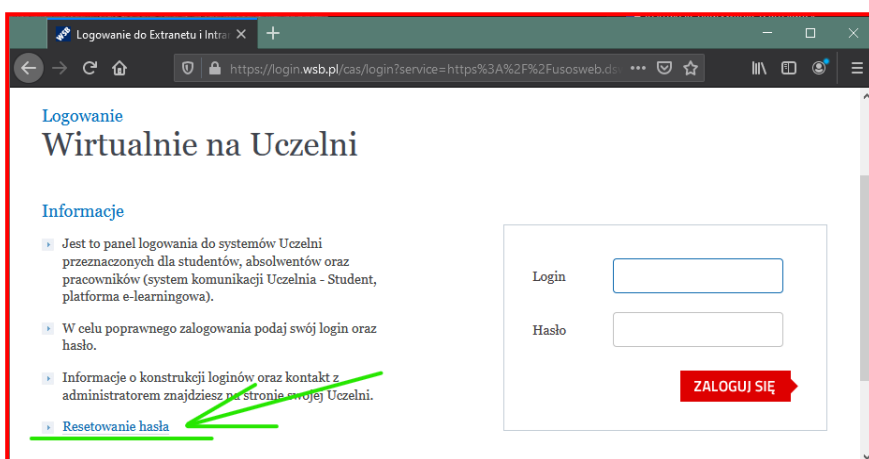 WSB Logowanie do Extranetu i Intra
https://login.wsb.pl/cas/login?service=https%3A%2F%2Fusosweb.ds
Logowanie
Wirtualnie na Uczelni
Informacje
Jest to panel logowania do systemów Uczelni
przeznaczonych dla studentów, absolwentów oraz
pracowników (system komunikacji Uczelnia - Student,
platforma e-learningowa).
W celu poprawnego zalogowania podaj swój login oraz
hasło.
Informacje o konstrukcji loginów oraz kontakt z
administratorem znajdziesz na stronie swojej Uczelni.
Resetowanie hasła
Login
Hasło
ZALOGUJ SIĘ